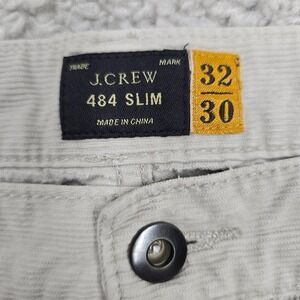 TRADE MARK
J.CREW
484 SLIM
MADE IN CHINA
32
30